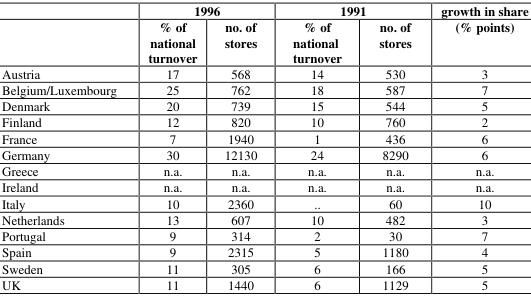 1996 1991 growth in share
% of no. of % of no. of (% points)
national stores national stores
turnover turnover
Austria 17 568 14 530 3
Belgium/Luxembourg 25 762 18 587 7
Denmark 20 739 15 544 5
Finland 12 820 10 760 2
France 7 1940 1 436 6
Germany 30 12130 24 8290 6
Greece n.a. n.a. n.a. n.a. n.a.
Ireland n.a. n.a. n.a. n.a. n.a.
Italy 10 2360 .. 60 10
Netherlands 13 607 10 482 3
Portugal 9 314 2 30 7
Spain 9 2315 5 1180 4
Sweden 11 305 6 166 5
UK 11 1440 6 1129 5